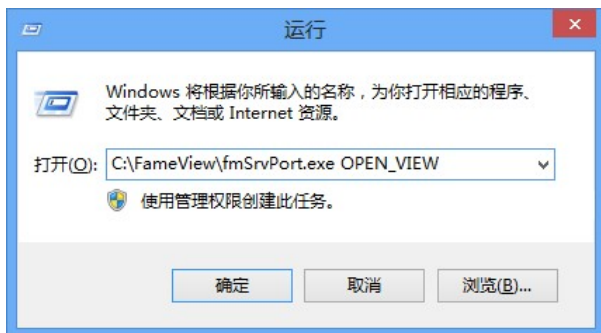 运行
Windows 将根据你所输入的名称，为你打开相应的程序、
文件夹、文档或 Internet 资源。
打开(O): C:\FameView\fmSrvPort.exe OPEN_VIEW
使用管理权限创建此任务。
确定 取消 浏览(B)...